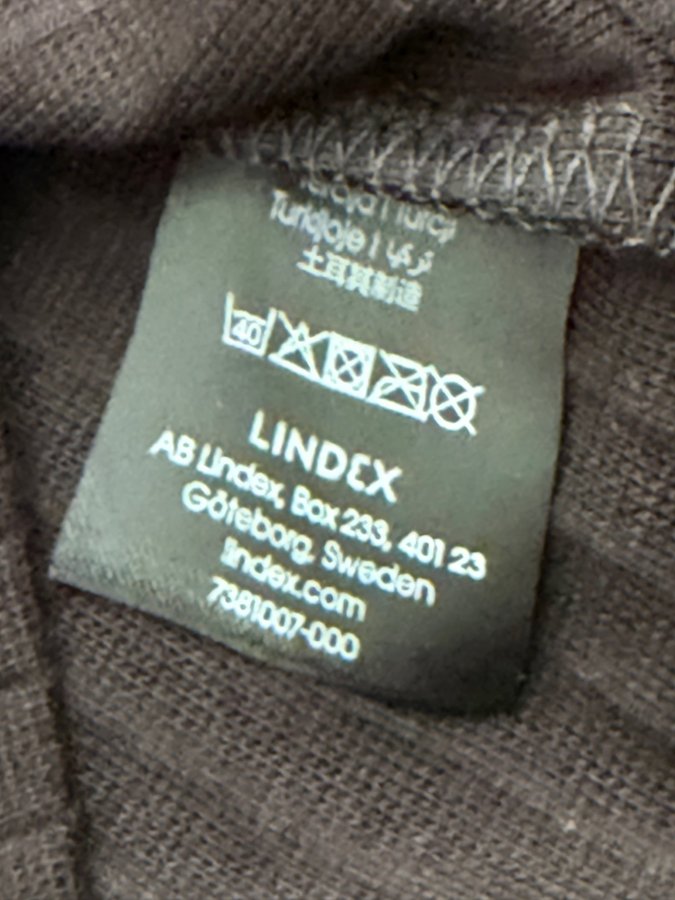 土耳其制造
40
LINDEX
AB Lindex, Box 233, 401 23
Göteborg, Sweden
lindex.com
7381007-000